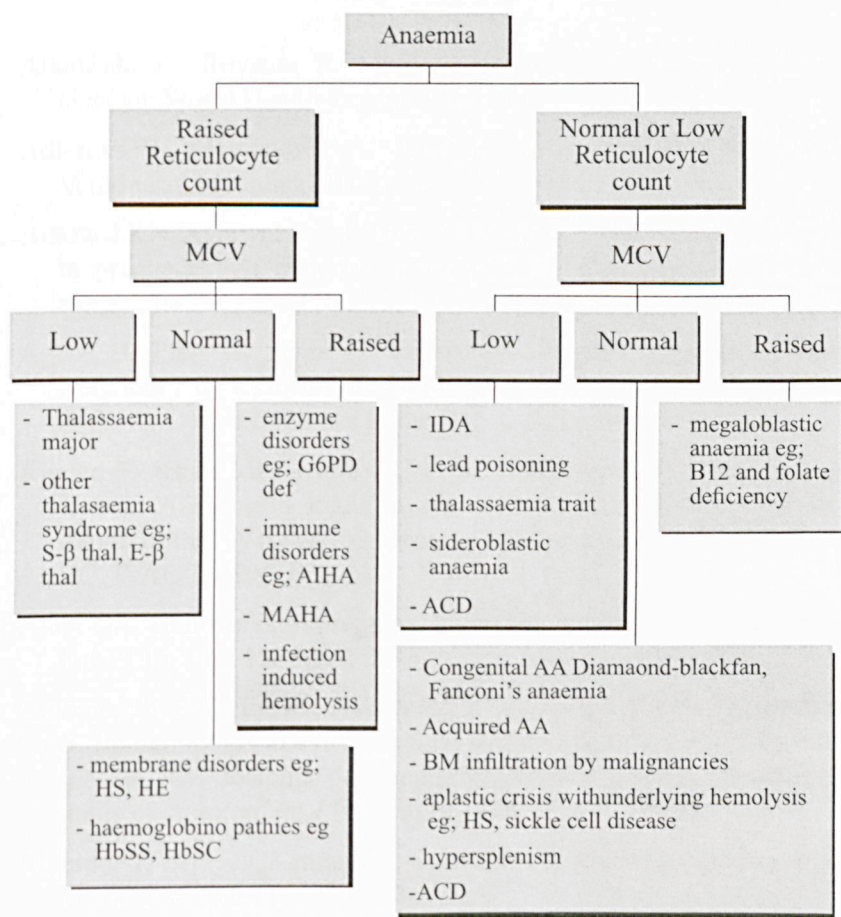 Anaemia
Raised
Reticulocyte
count
Normal or Low
Reticulocyte
count
MCV
MCV
Low
Normal
Raised
Low
Normal
Raised
- Thalassaemia
major
- other
thalasaemia
syndrome eg;
S-β thal, E-β
thal
- enzyme
disorders
eg; G6PD
def
- immune
disorders
eg; AIHA
- MAHA
- infection
induced
hemolysis
- IDA
- lead poisoning
- thalassaemia trait
- sideroblastic
anaemia
- ACD
- megaloblastic
anaemia eg;
B12 and folate
deficiency
- membrane disorders eg;
HS, HE
- haemoglobino pathies eg
HbSS, HbSC
- Congenital AA Diamaond-blackfan,
Fanconi's anaemia
- Acquired AA
- BM infiltration by malignancies
- aplastic crisis withunderlying hemolysis
eg; HS, sickle cell disease
- hypersplenism
-ACD